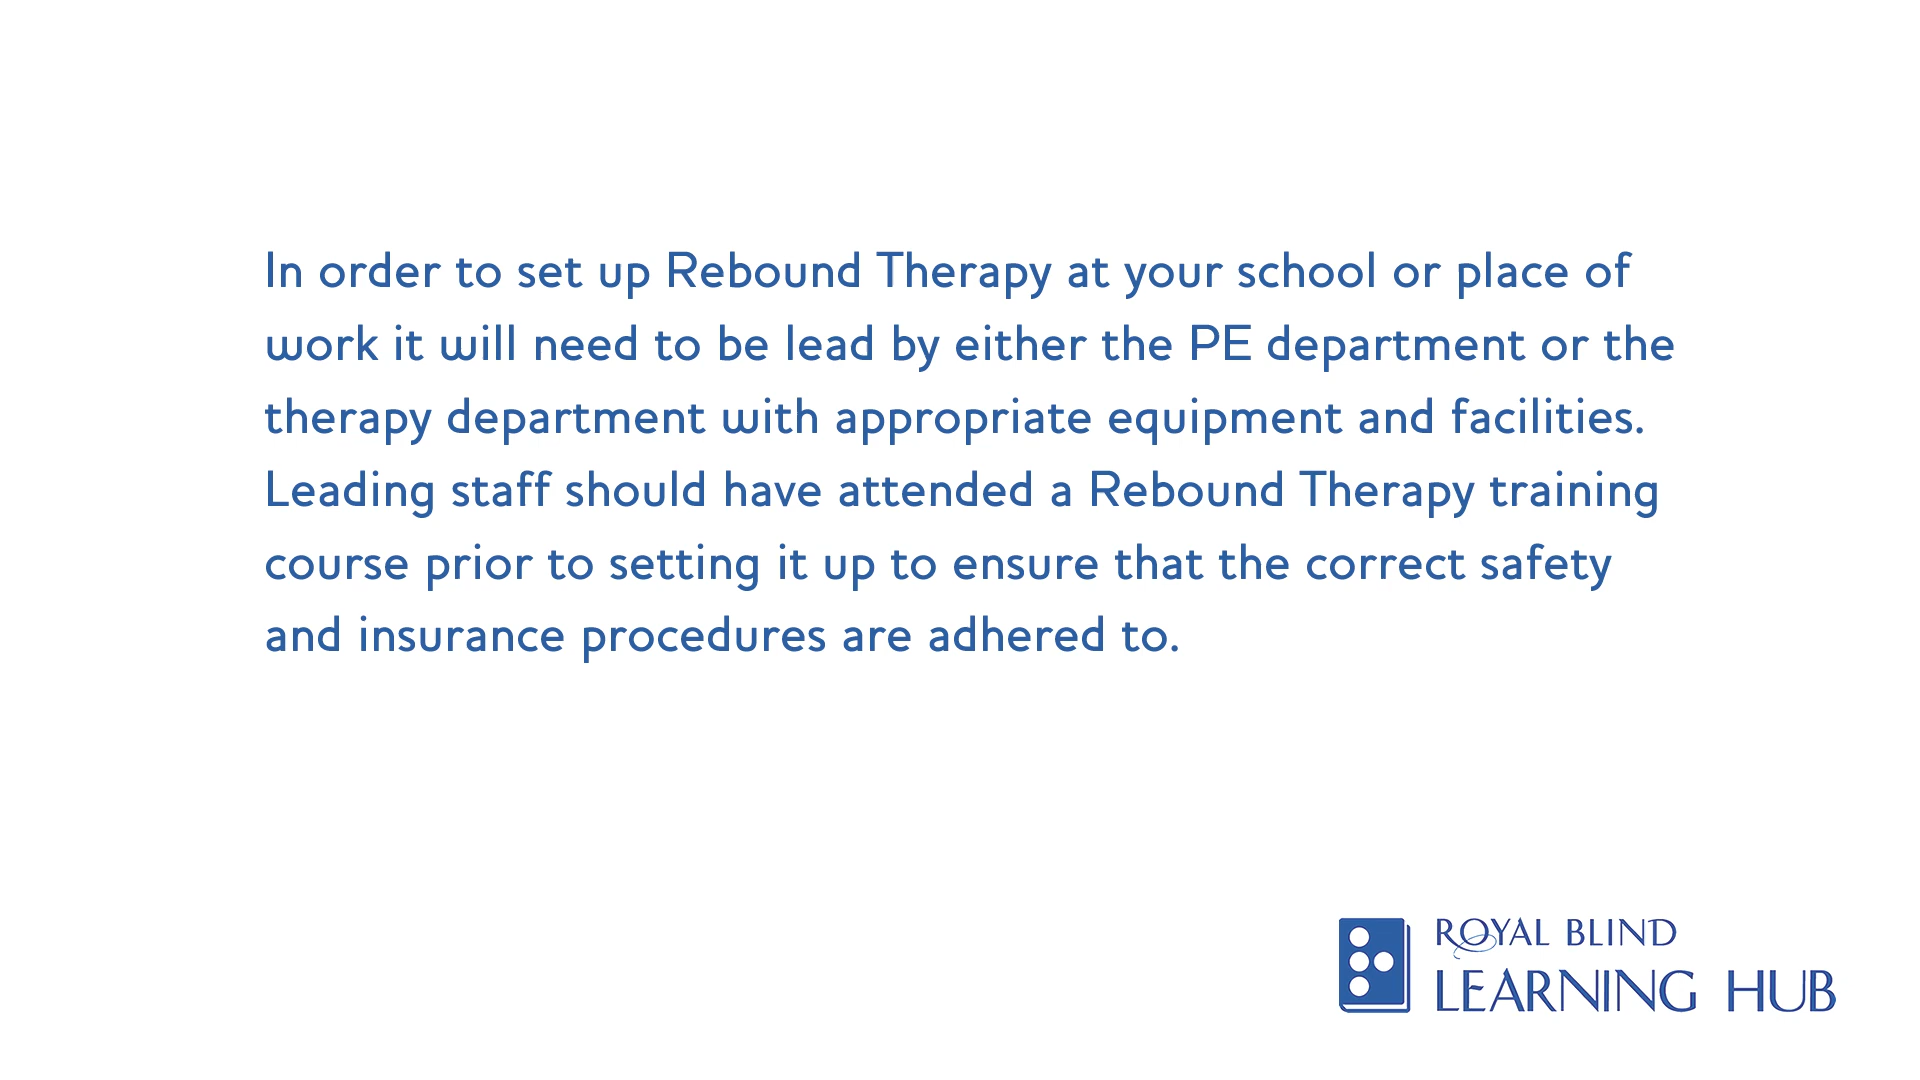 In order to set up Rebound Therapy at your school or place of
work it will need to be lead by either the PE department or the
therapy department with appropriate equipment and facilities.
Leading staff should have attended a Rebound Therapy training
course prior to setting it up to ensure that the correct safety
and insurance procedures are adhered to.
ROYAL BLIND
LEARNING HUB